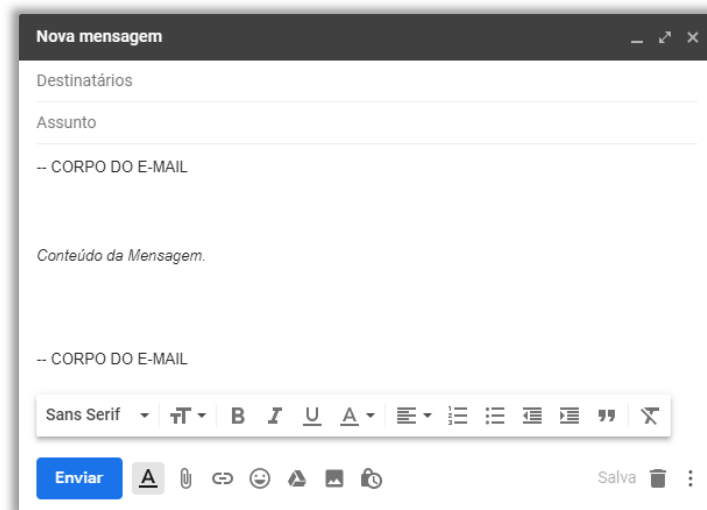 Nova mensagem
Destinatários
Assunto
-- CORPO DO E-MAIL
Conteúdo da Mensagem.
-- CORPO DO E-MAIL
Sans Serif
Enviar
Salva